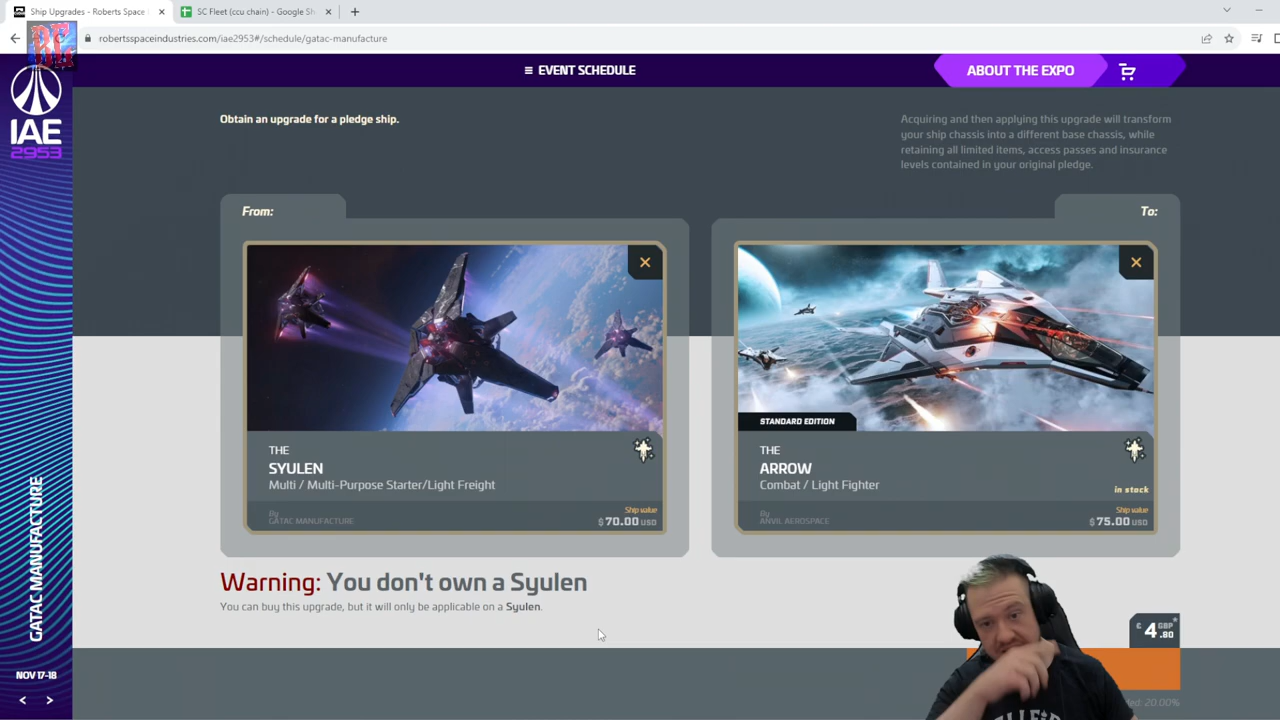 Ship Upgrades - Roberts Space
SC Fleet (ccu chain) - Google Sh
robertsspaceindustries.com/iae2953#/schedule/gatac-manufacture
RC
IAE
2953
EVENT SCHEDULE
ABOUT THE EXPO
Obtain an upgrade for a pledge ship.
Acquiring and then applying this upgrade will transform
your ship chassis into a different base chassis, while
retaining all limited items, access passes and insurance
levels contained in your original pledge.
From:
To:
STANDARD EDITION
THE
SYULEN
Multi / Multi-Purpose Starter/Light Freight
By
GATAC MANUFACTURE
Ship value
$70.00 USD
THE
ARROW
Combat / Light Fighter
in stock
By
ANVIL AEROSPACE
Ship value
$75.00 USD
Warning: You don't own a Syulen
You can buy this upgrade, but it will only be applicable on a Syulen.
£ 4 .80 GBP*
20.00%
GATAC MANUFACTURE
NOV 17-18